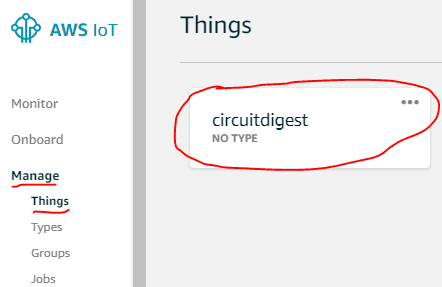 AWS IoT
Things
Monitor
Onboard
Manage
Things
Types
Groups
Jobs
circuitdigest
NO TYPE